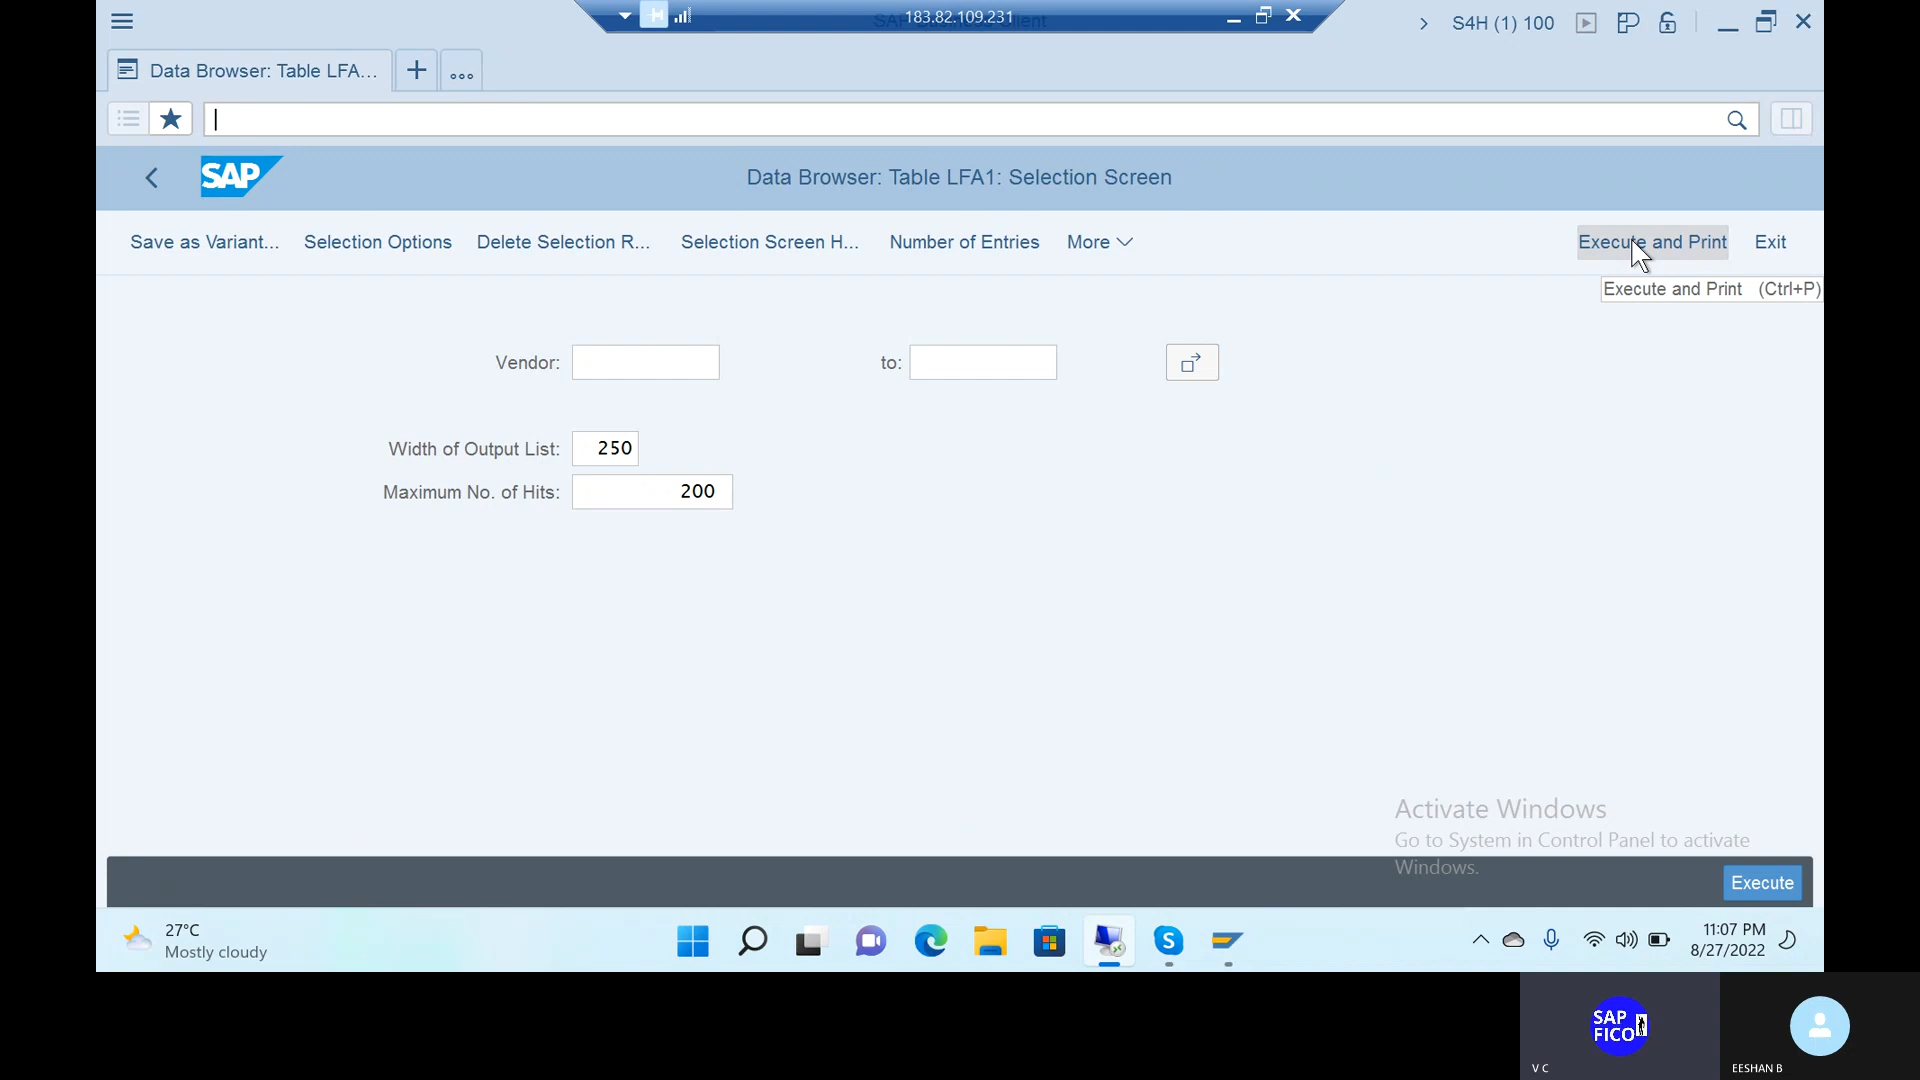 183.82.109.231
S4H (1) 100
Data Browser: Table LFA...
SAP
Data Browser: Table LFA1: Selection Screen
Save as Variant... Selection Options Delete Selection R... Selection Screen H... Number of Entries More Execute and Print Exit
Execute and Print (Ctrl+P)
Vendor: to:
Width of Output List: 250
Maximum No. of Hits: 200
Activate Windows
Go to System in Control Panel to activate
Windows.
Execute
27°C
Mostly cloudy
11:07 PM
8/27/2022
SAP
FICO
V C
EESHAN B